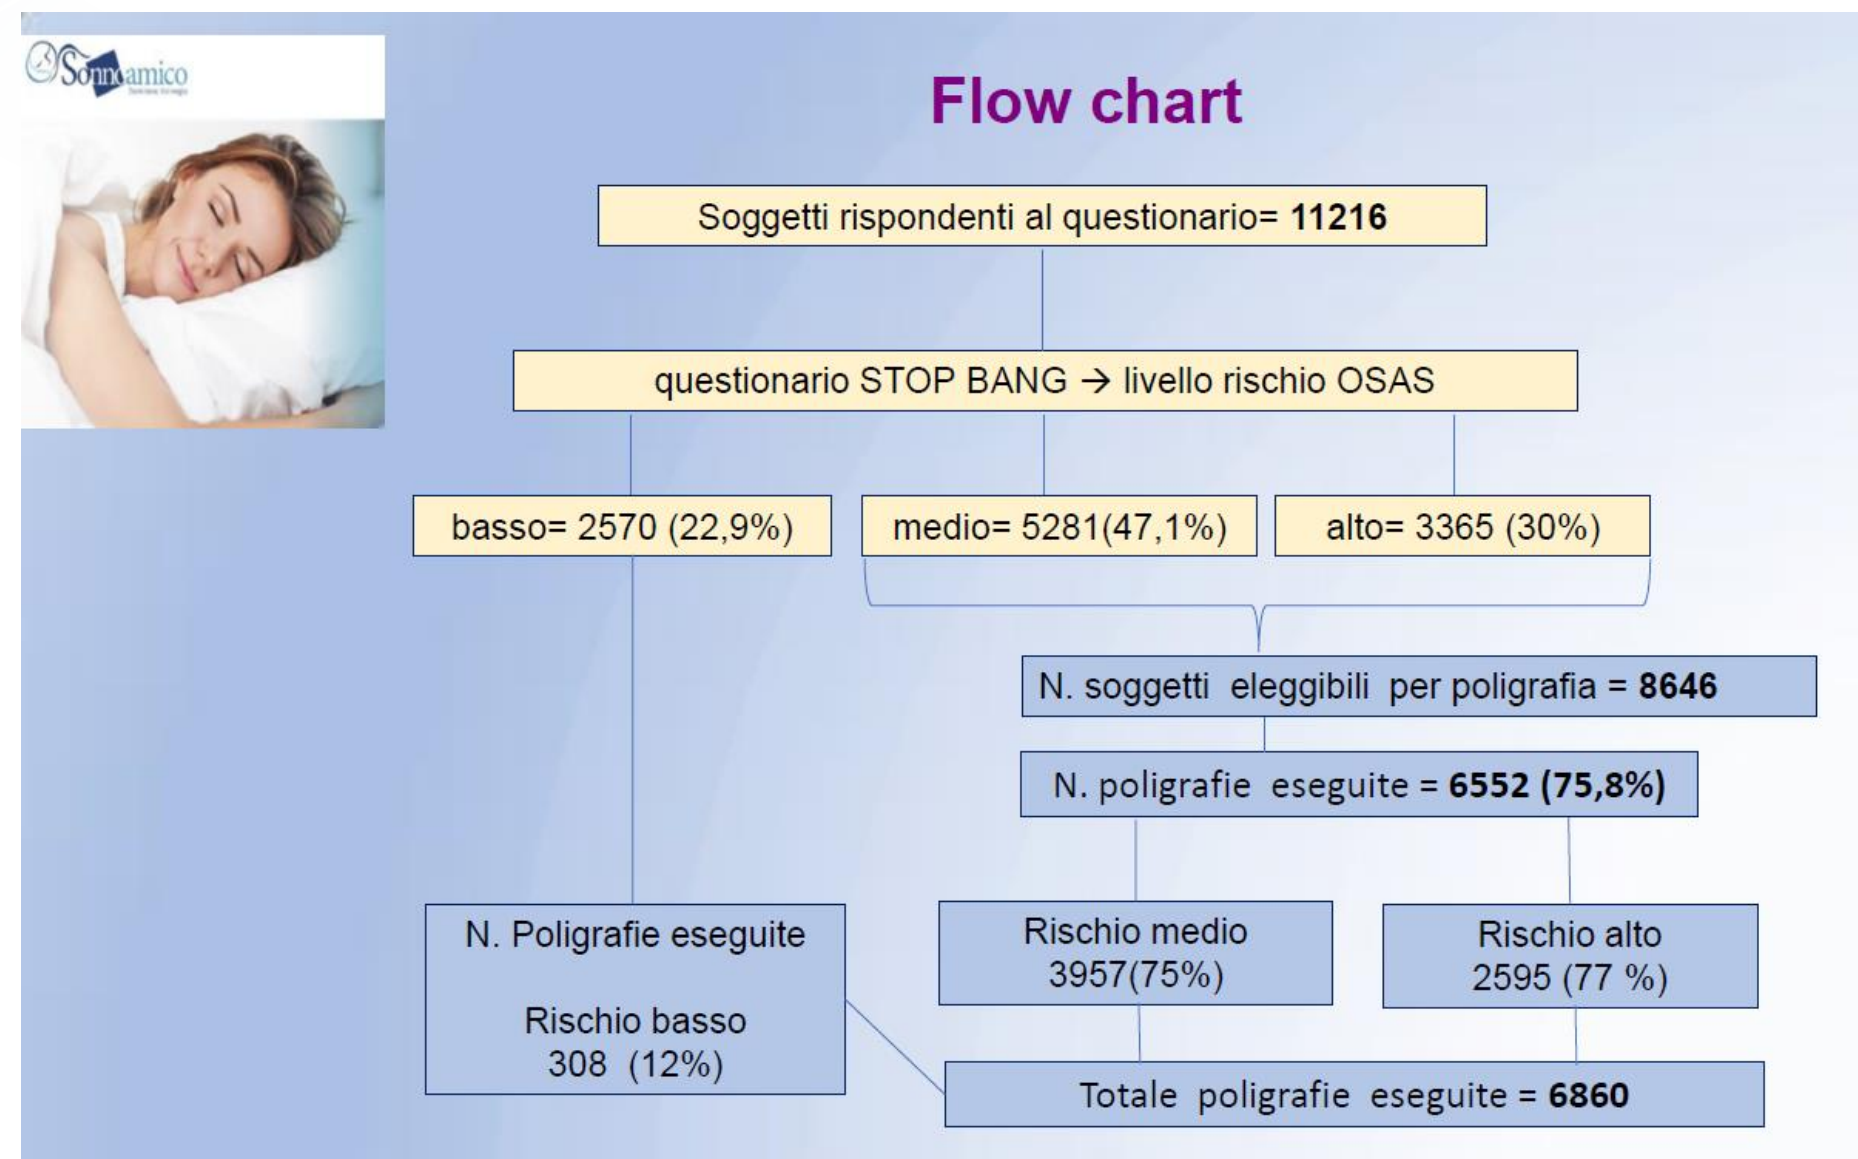 Sonnoamico
Flow chart
Soggetti rispondenti al questionario= 11216
questionario STOP BANG → livello rischio OSAS
basso= 2570 (22,9%)
medio= 5281(47,1%)
alto= 3365 (30%)
N. soggetti eleggibili per poligrafia = 8646
N. poligrafie eseguite = 6552 (75,8%)
N. Poligrafie eseguite
Rischio basso
308 (12%)
Rischio medio
3957(75%)
Rischio alto
2595 (77 %)
Totale poligrafie eseguite = 6860